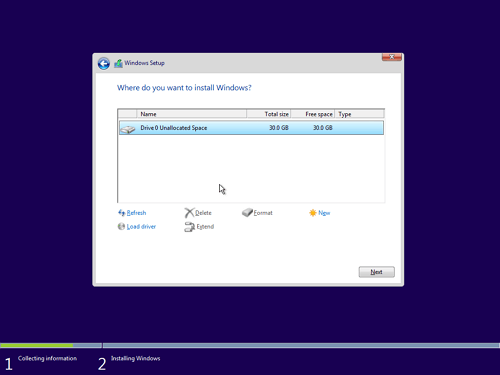 Windows Setup
Where do you want to install Windows?
Name Total size Free space Type
Drive 0 Unallocated Space 30.0 GB 30.0 GB
Refresh Delete Format New
Load driver Extend
Next
1 Collecting information 2 Installing Windows